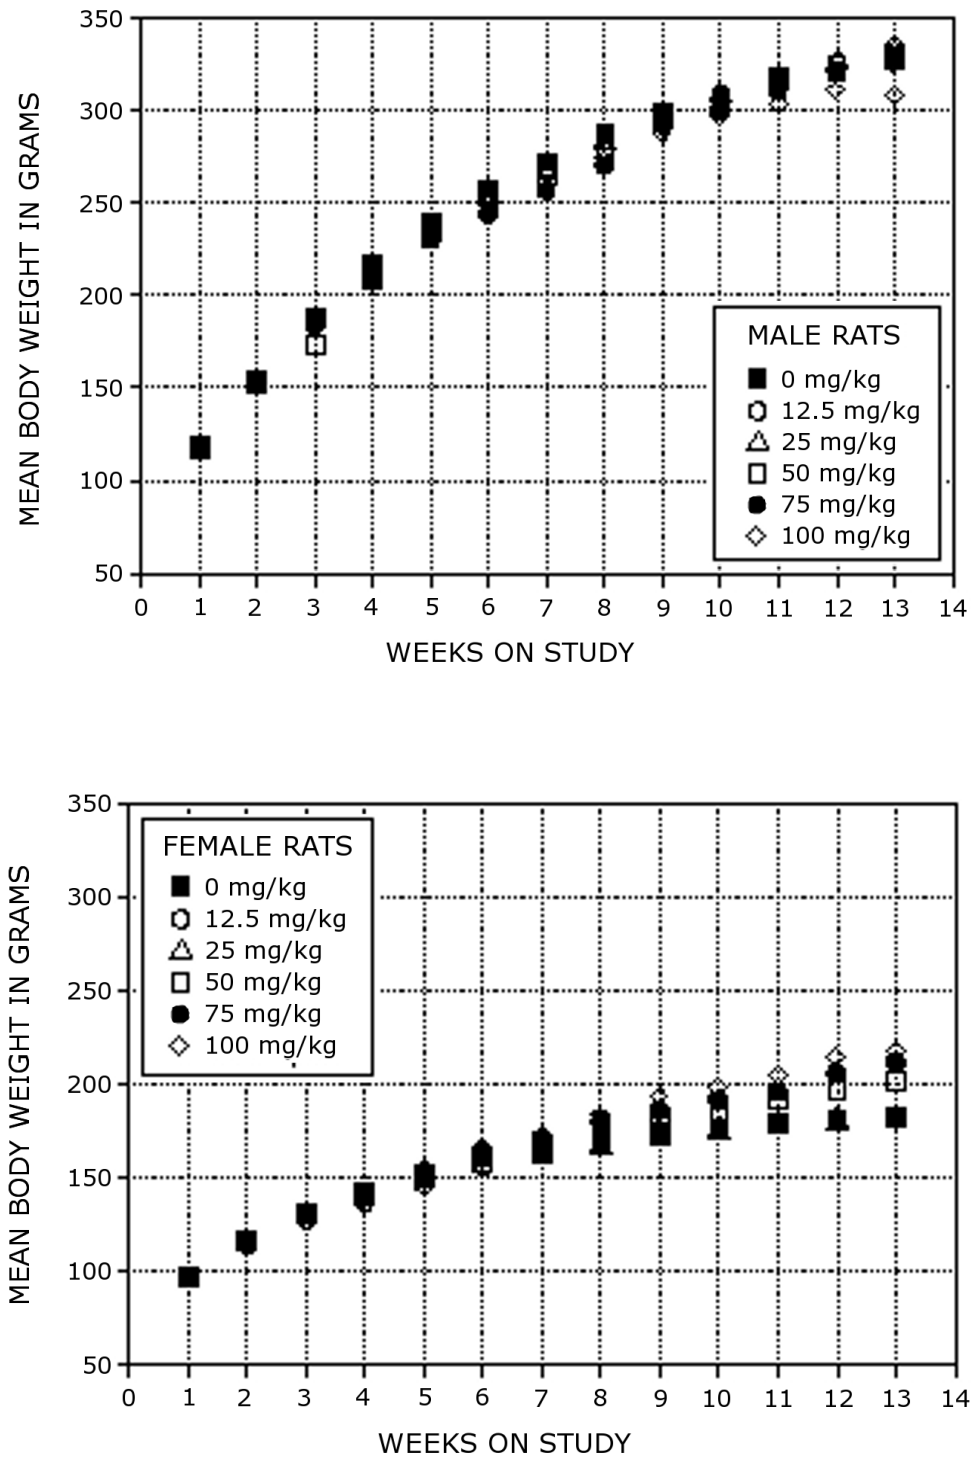 350
300
250
200
150
100
50
MEAN BODY WEIGHT IN GRAMS
MALE RATS
0 mg/kg
12.5 mg/kg
25 mg/kg
50 mg/kg
75 mg/kg
100 mg/kg
0 1 2 3 4 5 6 7 8 9 10 11 12 13 14
WEEKS ON STUDY
350
300
250
200
150
100
50
MEAN BODY WEIGHT IN GRAMS
FEMALE RATS
0 mg/kg
12.5 mg/kg
25 mg/kg
50 mg/kg
75 mg/kg
100 mg/kg
0 1 2 3 4 5 6 7 8 9 10 11 12 13 14
WEEKS ON STUDY